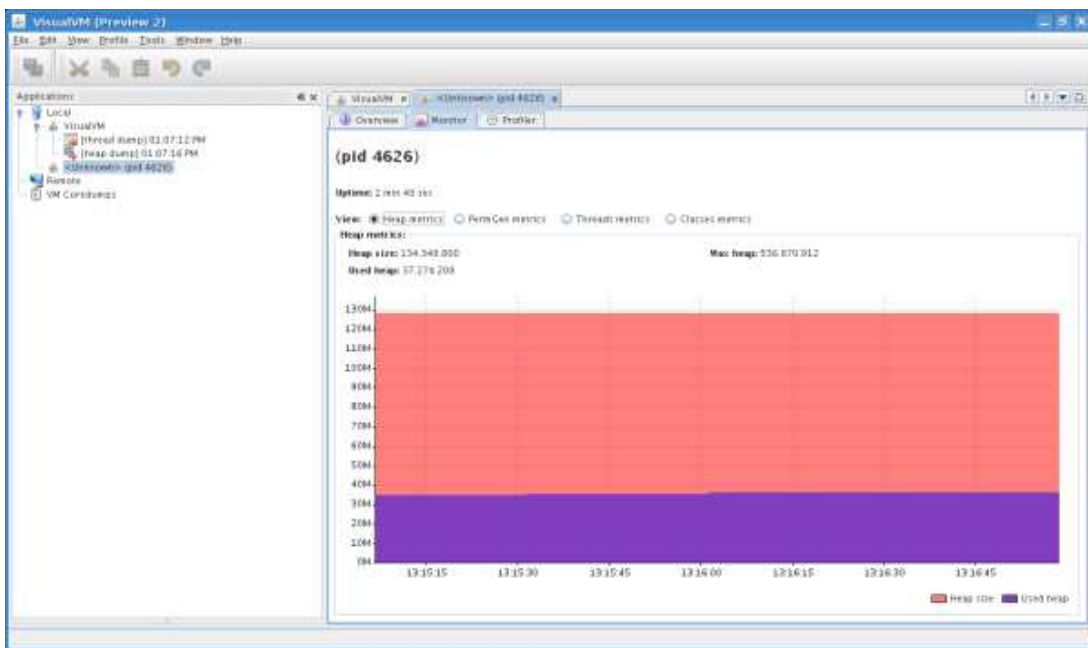 VisualVM (Preview 2)
File Edit View Profile Tools Window Help
Applications
Local
VisualVM
[thread dump] 01:07:12 PM
[heap dump] 01:07:16 PM
<Unknown> (pid 4626)
Remote
VM Coredumps
VisualVM <Unknown> (pid 4626)
Overview Monitor Profiler
(pid 4626)
Uptime: 2 min 40 sec
View: Heap metrics PermGen metrics Threads metrics Classes metrics
Heap metrics:
Heap size: Max heap: 536.870.912
Used heap: 37.274.208
130M
120M
110M
100M
90M
80M
70M
60M
50M
40M
30M
20M
10M
0M
13:15:15 13:15:30 13:15:45 13:16:00 13:16:15 13:16:30 13:16:45
Heap size Used heap